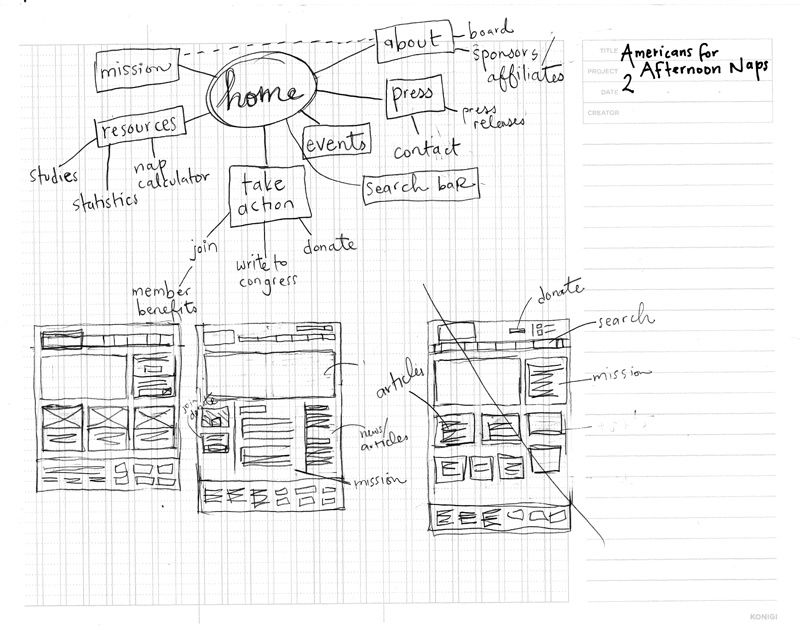 TITLE Americans for
PROJECT 2 Afternoon Naps
DATE
CREATOR
mission
home
about
board
sponsors/
affiliates
press
press
releases
contact
resources
studies
statistics
nap
calculator
events
search bar
take
action
join
member
benefits
write to
congress
donate
join/
donate
news/
articles
mission
donate
search
articles
mission
KONIGI